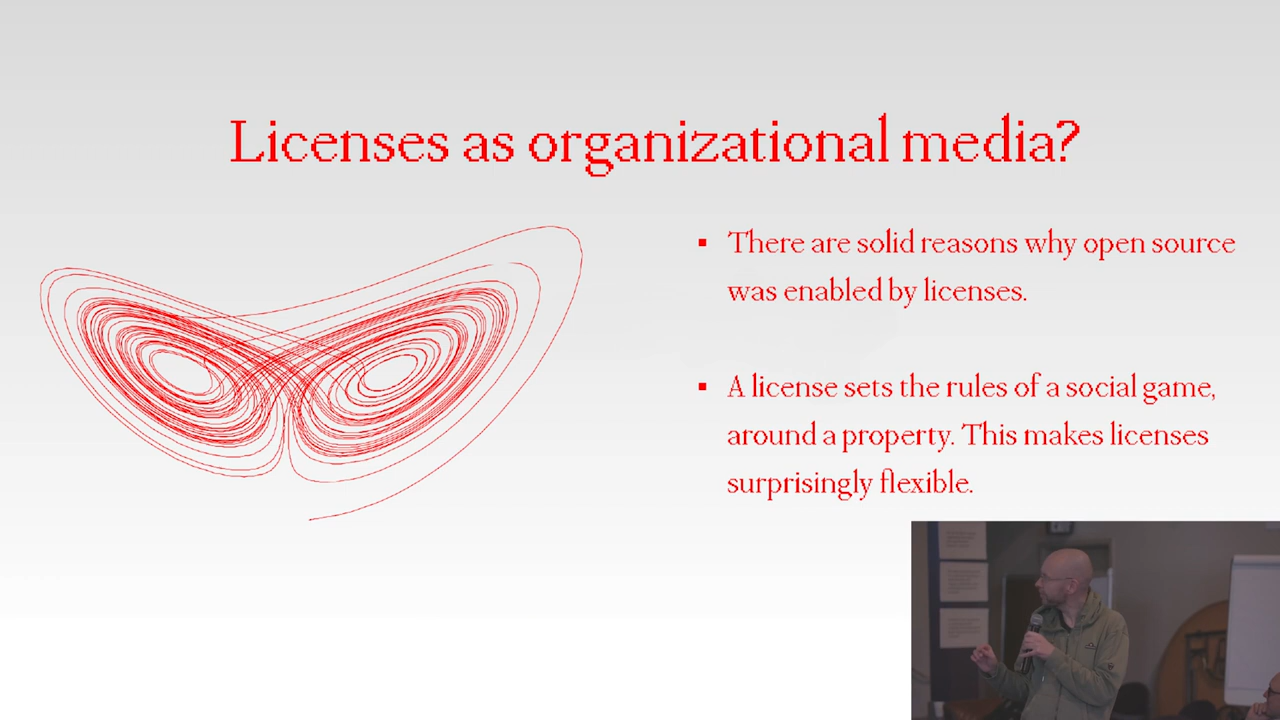 Licenses as organizational media?
▪ There are solid reasons why open source
was enabled by licenses.
▪ A license sets the rules of a social game,
around a property. This makes licenses
surprisingly flexible.